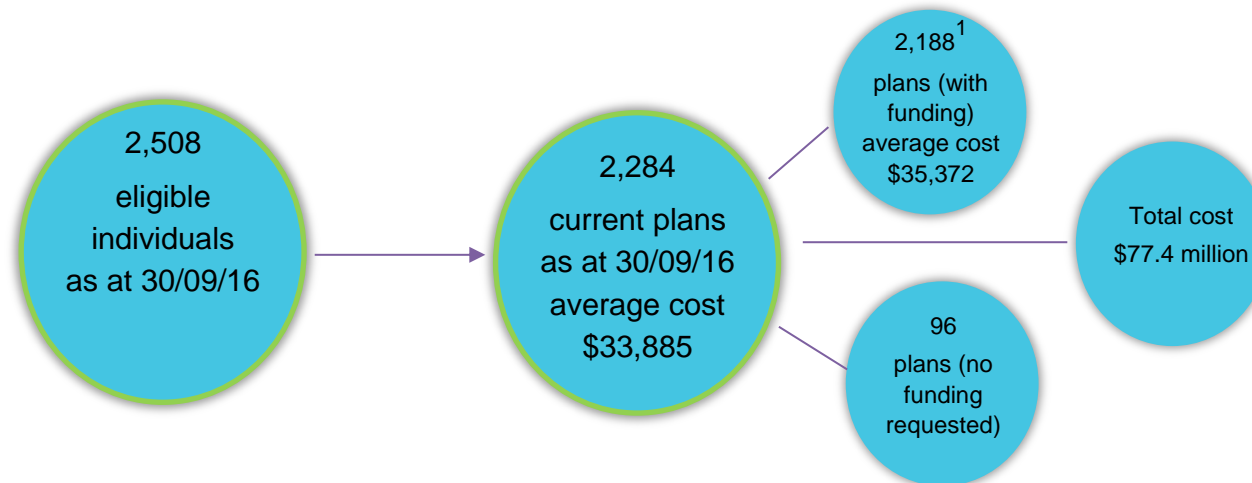 2,508
eligible
individuals
as at 30/09/16
2,284
current plans
as at 30/09/16
average cost
$33,885
2,188¹
plans (with
funding)
average cost
$35,372
Total cost
$77.4 million
96
plans (no
funding
requested)